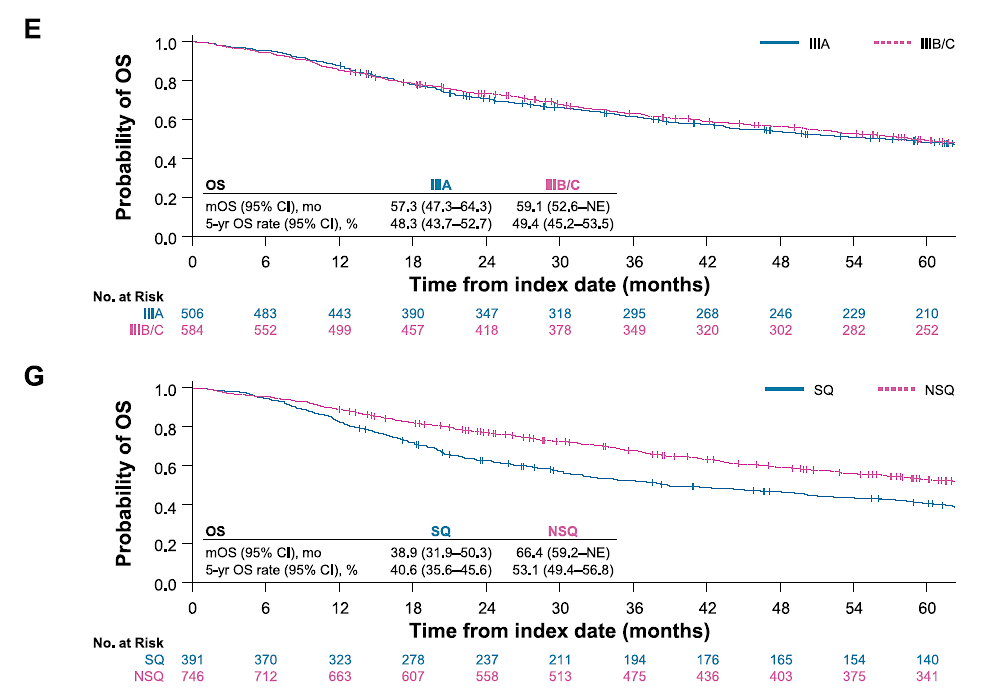 E
IIIA IIIB/C
Probability of OS
1.0
0.8
0.6
0.4
0.2
0.0
OS IIIA IIIB/C
mOS (95% CI), mo 57.3 (47.3–64.3) 59.1 (52.6–NE)
5-yr OS rate (95% CI), % 48.3 (43.7–52.7) 49.4 (45.2–53.5)
0 6 12 18 24 30 36 42 48 54 60
Time from index date (months)
No. at Risk
IIIA 506 483 443 390 347 318 295 268 246 229 210
IIIB/C 584 552 499 457 418 378 349 320 302 282 252
G
SQ NSQ
Probability of OS
1.0
0.8
0.6
0.4
0.2
0.0
OS SQ NSQ
mOS (95% CI), mo 38.9 (31.9–50.3) 66.4 (59.2–NE)
5-yr OS rate (95% CI), % 40.6 (35.6–45.6) 53.1 (49.4–56.8)
0 6 12 18 24 30 36 42 48 54 60
Time from index date (months)
No. at Risk
SQ 391 370 323 278 237 211 194 176 165 154 140
NSQ 746 712 663 607 558 513 475 436 403 375 341